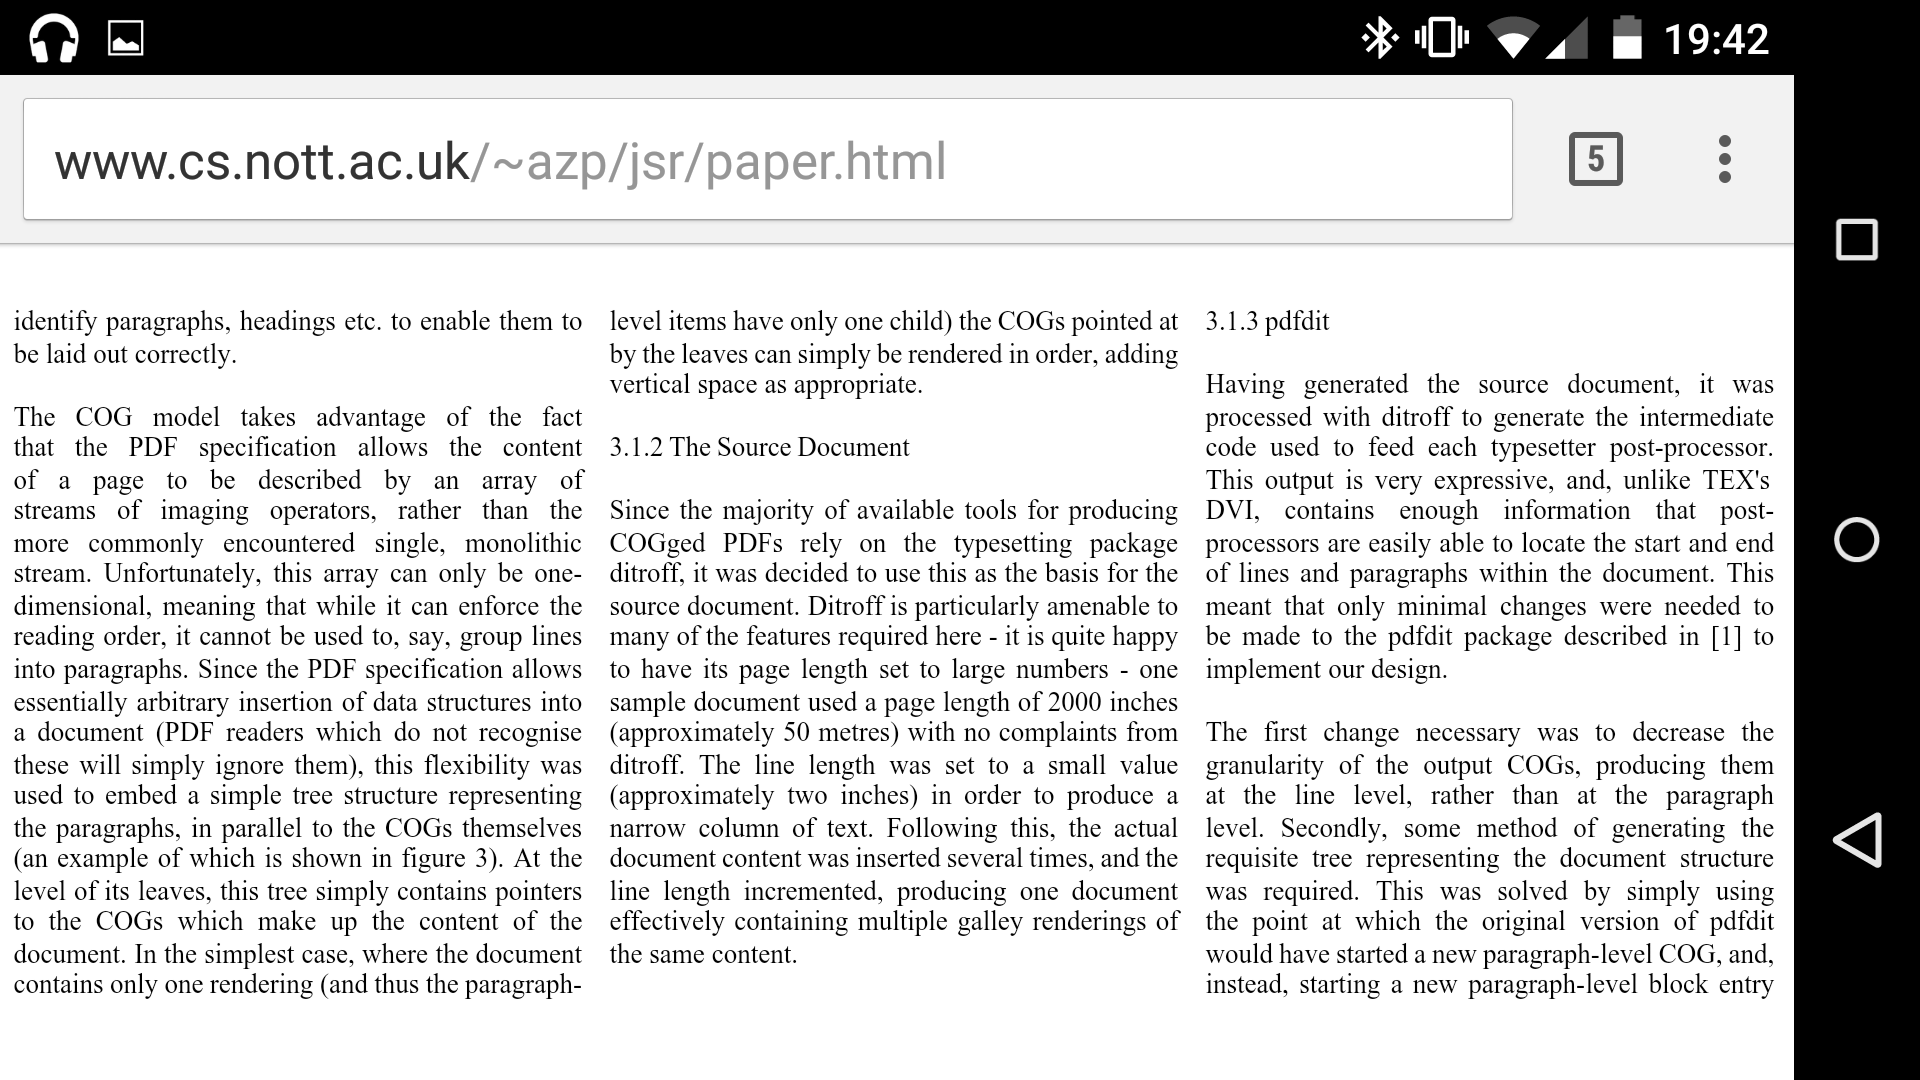 19:42
www.cs.nott.ac.uk/~azp/jsr/paper.html
5
identify paragraphs, headings etc. to enable them to
be laid out correctly.
The COG model takes advantage of the fact
that the PDF specification allows the content
of a page to be described by an array of
streams of imaging operators, rather than the
more commonly encountered single, monolithic
stream. Unfortunately, this array can only be one-
dimensional, meaning that while it can enforce the
reading order, it cannot be used to, say, group lines
into paragraphs. Since the PDF specification allows
essentially arbitrary insertion of data structures into
a document (PDF readers which do not recognise
these will simply ignore them), this flexibility was
used to embed a simple tree structure representing
the paragraphs, in parallel to the COGs themselves
(an example of which is shown in figure 3). At the
level of its leaves, this tree simply contains pointers
to the COGs which make up the content of the
document. In the simplest case, where the document
contains only one rendering (and thus the paragraph-
level items have only one child) the COGs pointed at
by the leaves can simply be rendered in order, adding
vertical space as appropriate.
3.1.2 The Source Document
Since the majority of available tools for producing
COGged PDFs rely on the typesetting package
ditroff, it was decided to use this as the basis for the
source document. Ditroff is particularly amenable to
many of the features required here - it is quite happy
to have its page length set to large numbers - one
sample document used a page length of 2000 inches
(approximately 50 metres) with no complaints from
ditroff. The line length was set to a small value
(approximately two inches) in order to produce a
narrow column of text. Following this, the actual
document content was inserted several times, and the
line length incremented, producing one document
effectively containing multiple galley renderings of
the same content.
3.1.3 pdfdit
Having generated the source document, it was
processed with ditroff to generate the intermediate
code used to feed each typesetter post-processor.
This output is very expressive, and, unlike TEX's
DVI, contains enough information that post-
processors are easily able to locate the start and end
of lines and paragraphs within the document. This
meant that only minimal changes were needed to
be made to the pdfdit package described in [1] to
implement our design.
The first change necessary was to decrease the
granularity of the output COGs, producing them
at the line level, rather than at the paragraph
level. Secondly, some method of generating the
requisite tree representing the document structure
was required. This was solved by simply using
the point at which the original version of pdfdit
would have started a new paragraph-level COG, and,
instead, starting a new paragraph-level block entry